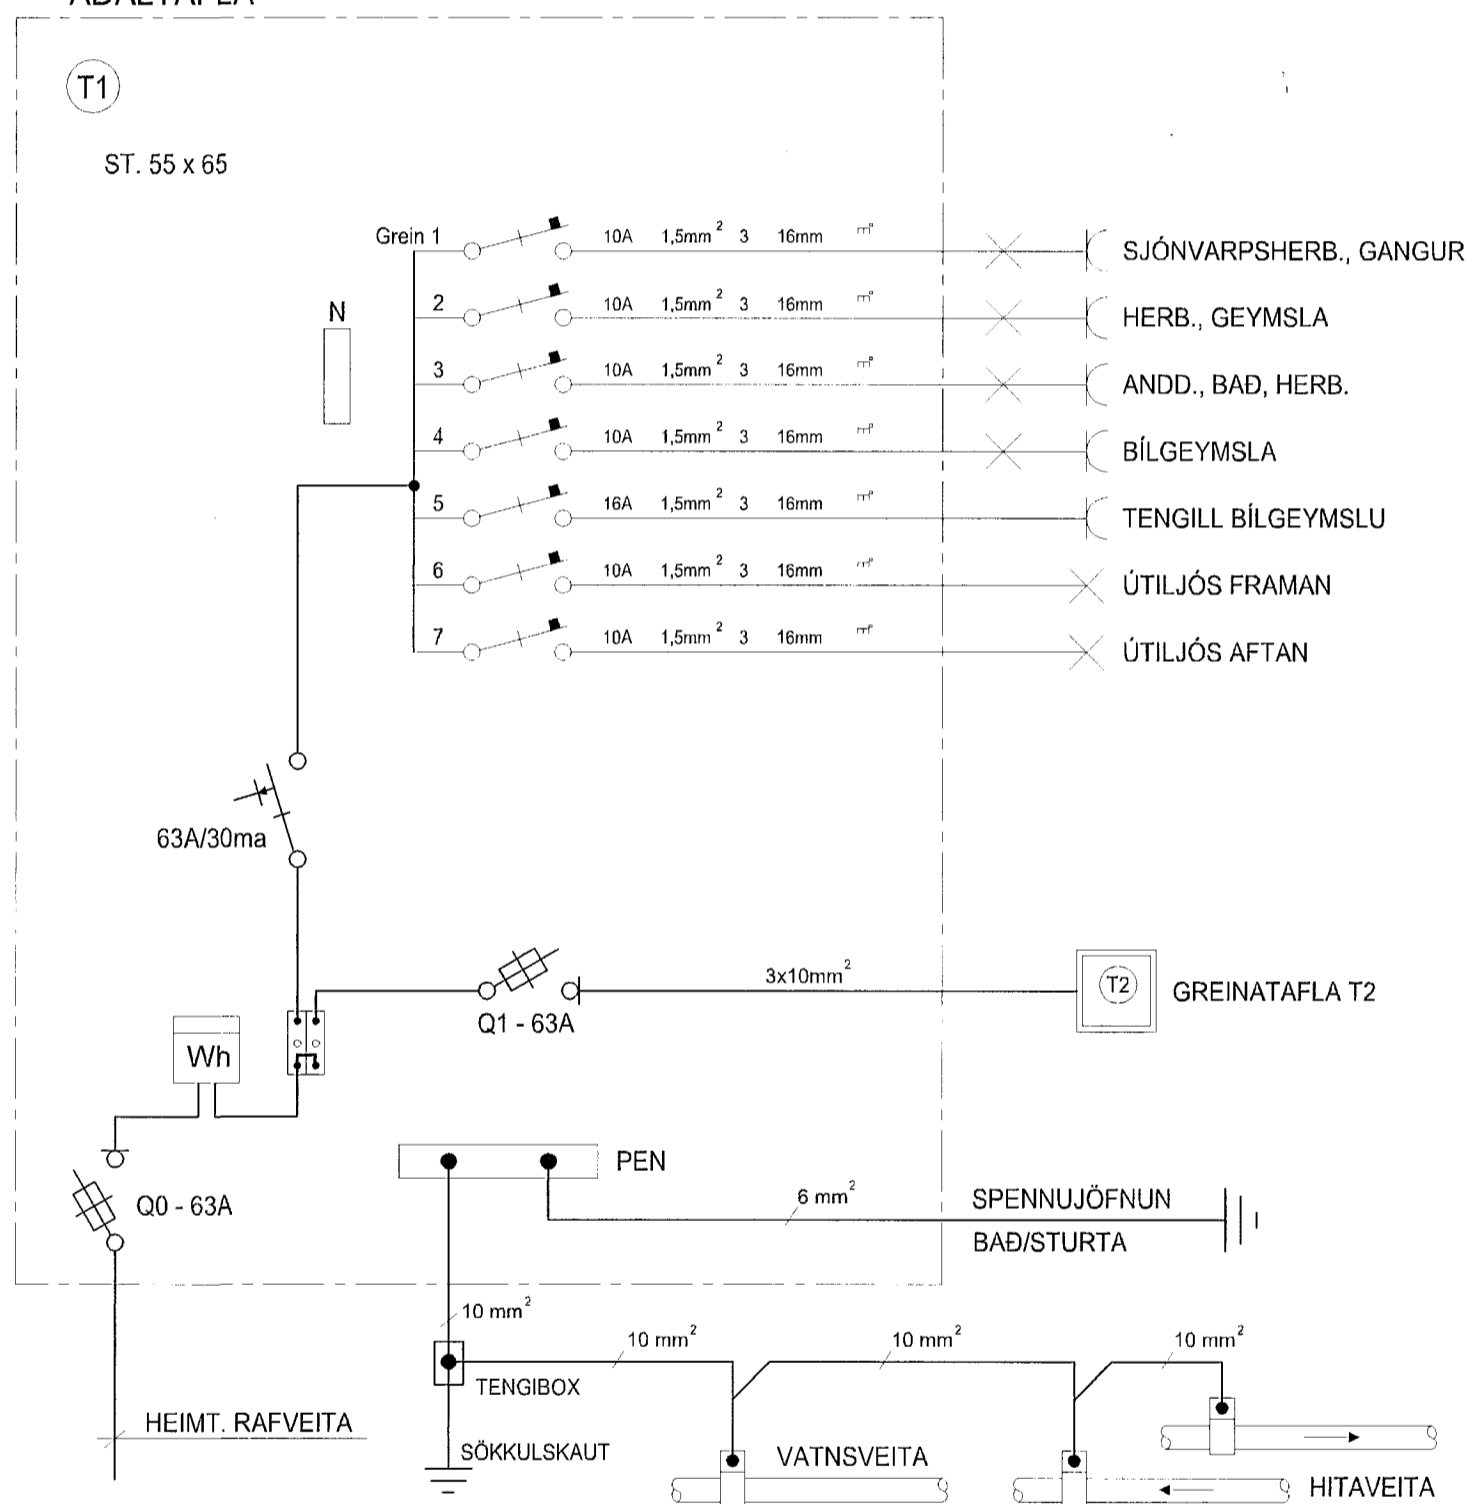 AÐALTAFLA
T1
ST. 55 x 65
Grein 1 10A 1,5mm² 3 16mm SJÓNVARPSHERB., GANGUR
N
2 10A 1,5mm² 3 16mm HERB., GEYMSLA
3 10A 1,5mm² 3 16mm ANDD., BAÐ, HERB.
4 10A 1,5mm² 3 16mm BÍLGEYMSLA
5 16A 1,5mm² 3 16mm TENGILL BÍLGEYMSLU
6 10A 1,5mm² 3 16mm ÚTILJÓS FRAMAN
7 10A 1,5mm² 3 16mm ÚTILJÓS AFTAN
63A/30ma
3x10mm²
T2
GREINATAFLA T2
Q1 - 63A
Wh
PEN
Q0 - 63A
6 mm²
SPENNUJÖFNUN
BAÐ/STURTA
10 mm²
10 mm²
10 mm²
10 mm²
TENGIBOX
HEIMT. RAFVEITA
SÖKKULSKAUT
VATNSVEITA
HITAVEITA